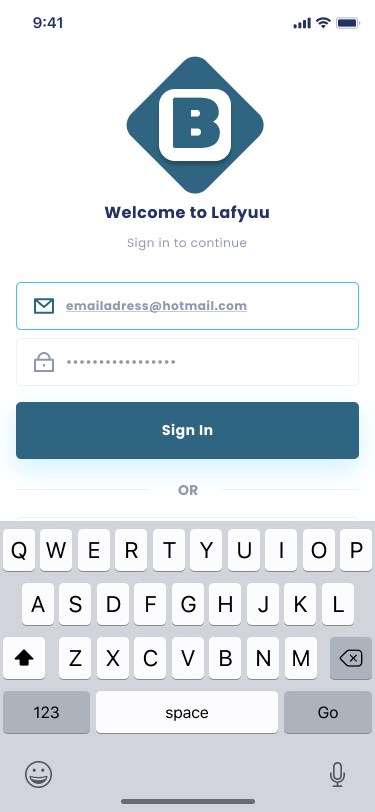 9:41
B
Welcome to Lafyuu
Sign in to continue
emailadress@hotmail.com
•••••••••••••••••
Sign In
OR
Q W E R T Y U I O P
A S D F G H J K L
Z X C V B N M
123 space Go